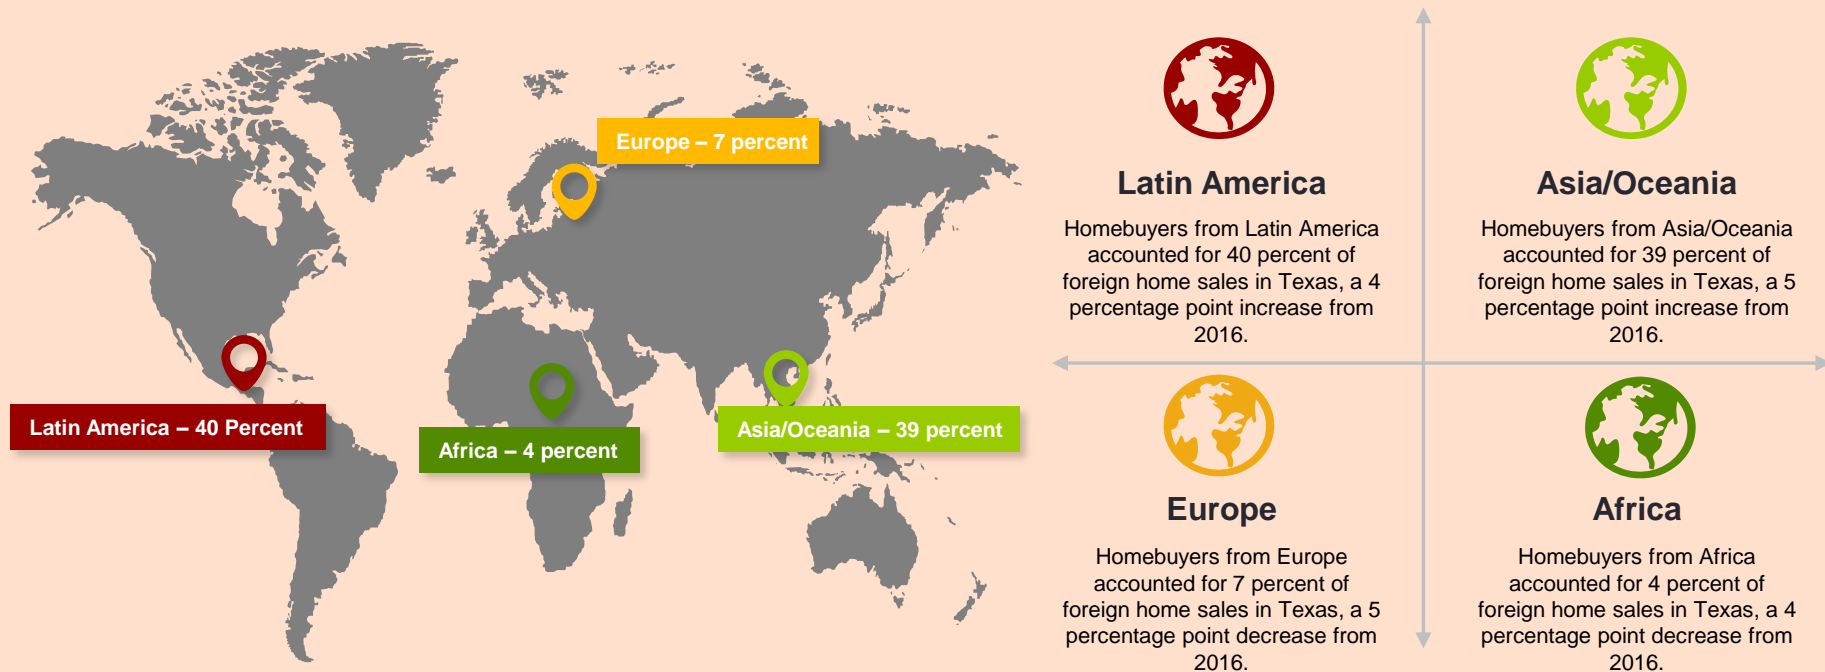 Europe – 7 percent
Latin America – 40 Percent
Africa – 4 percent
Asia/Oceania – 39 percent
Latin America
Homebuyers from Latin America
accounted for 40 percent of
foreign home sales in Texas, a 4
percentage point increase from
2016.
Asia/Oceania
Homebuyers from Asia/Oceania
accounted for 39 percent of
foreign home sales in Texas, a 5
percentage point increase from
2016.
Europe
Homebuyers from Europe
accounted for 7 percent of
foreign home sales in Texas, a 5
percentage point decrease from
2016.
Africa
Homebuyers from Africa
accounted for 4 percent of
foreign home sales in Texas, a 4
percentage point decrease from
2016.